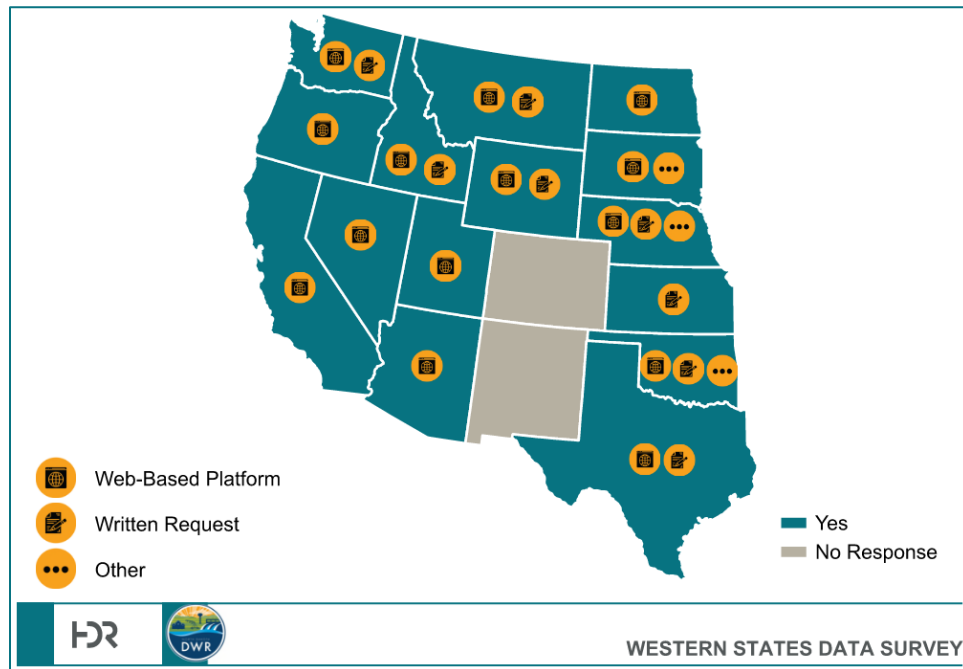 Web-Based Platform
Written Request
Other
Yes
No Response
HDR
DWR
WESTERN STATES DATA SURVEY